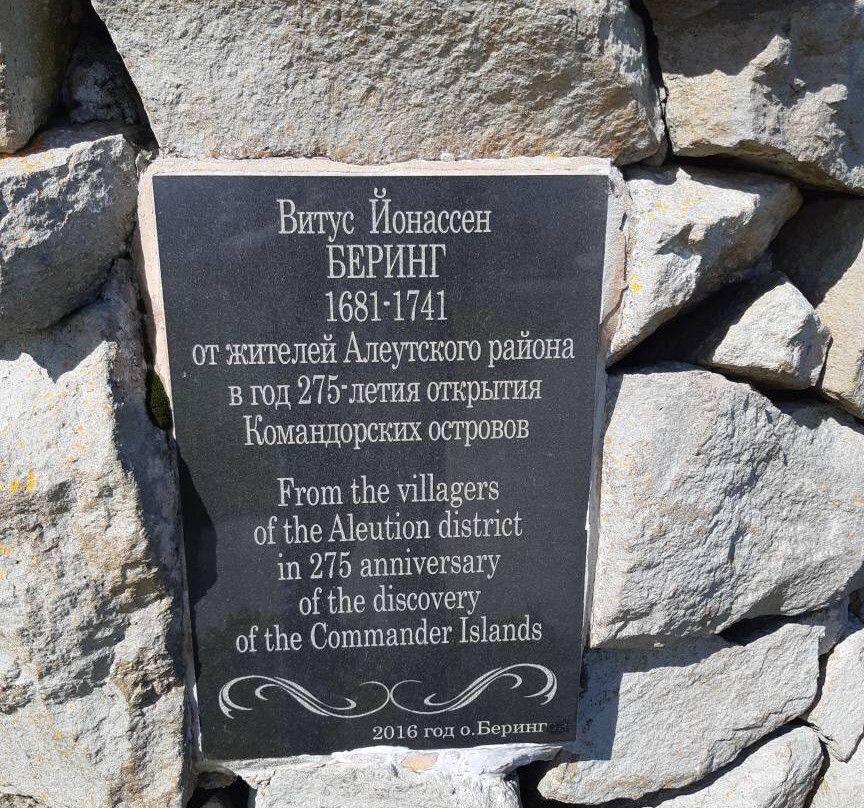 Витус Йонассен
БЕРИНГ
1681-1741
от жителей Алеутского района
в год 275-летия открытия
Командорских островов
From the villagers
of the Aleution district
in 275 anniversary
of the discovery
of the Commander Islands
2016 год о.Беринга